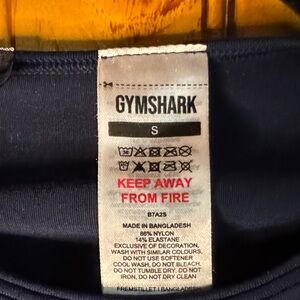 GYMSHARK
S
KEEP AWAY
FROM FIRE
B7A2S
MADE IN BANGLADESH
86% NYLON
14% ELASTANE
EXCLUSIVE OF DECORATION,
WASH WITH SIMILAR COLOURS.
DO NOT USE SOFTENER
COOL WASH, DO NOT BLEACH,
DO NOT TUMBLE DRY, DO NOT
IRON, DO NOT DRY CLEAN
FREMSTILLET I BANGLADESH